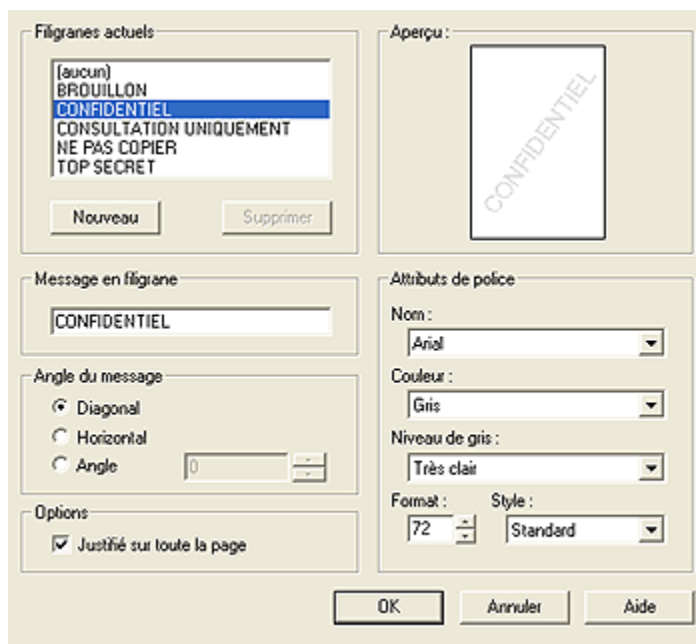 Filigranes actuels
(aucun)
BROUILLON
CONFIDENTIEL
CONSULTATION UNIQUEMENT
NE PAS COPIER
TOP SECRET
Nouveau
Supprimer
Aperçu :
CONFIDENTIEL
Message en filigrane
CONFIDENTIEL
Angle du message
Diagonal
Horizontal
Angle
0
Options
Justifié sur toute la page
Attributs de police
Nom :
Arial
Couleur :
Gris
Niveau de gris :
Très clair
Format : Style :
72 Standard
OK Annuler Aide